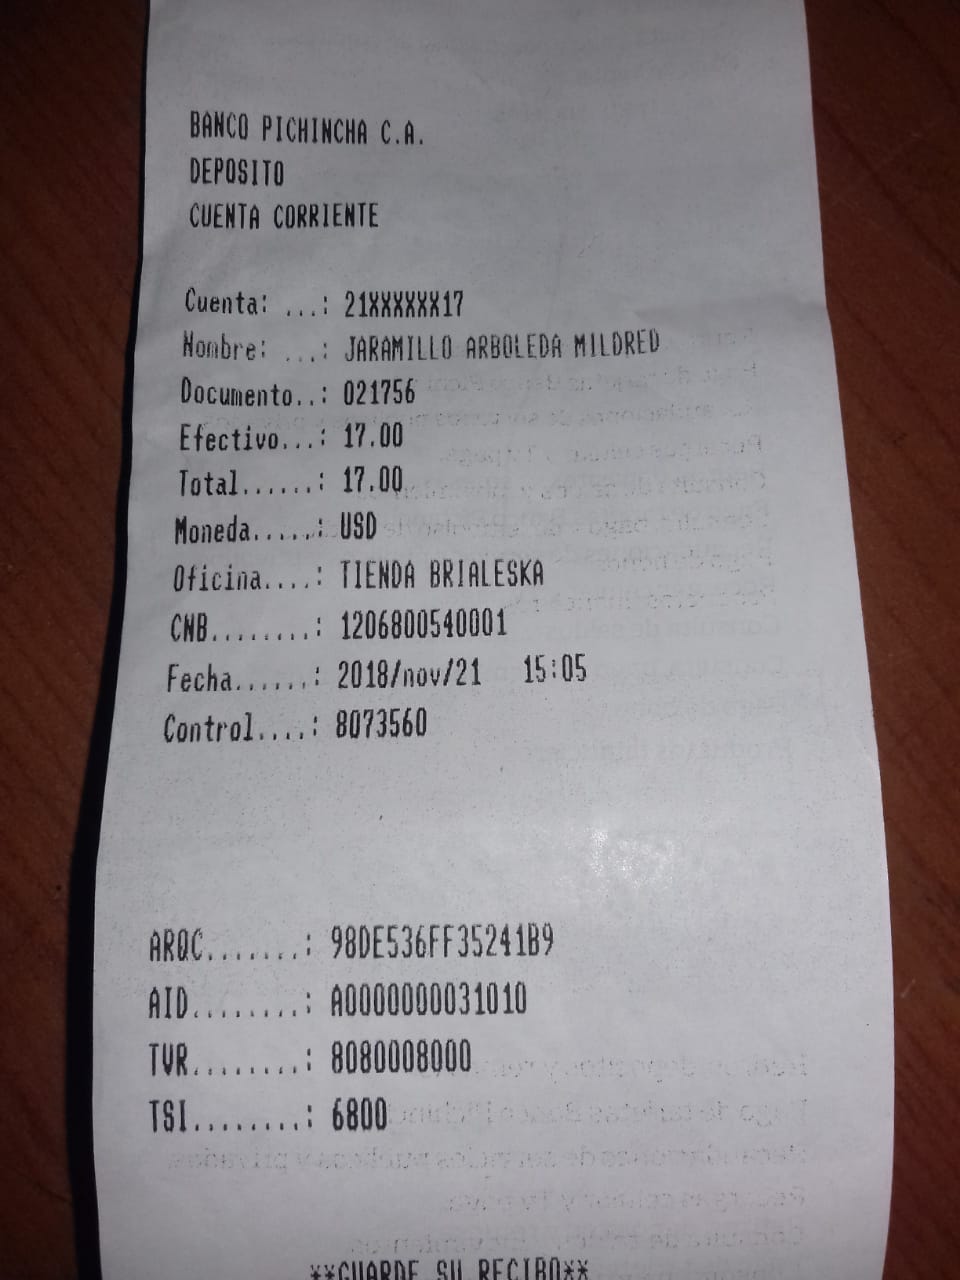 BANCO PICHINCHA C.A.
DEPOSITO
CUENTA CORRIENTE
Cuenta: ...: 21XXXXXX17
Nombre: ...: JARAMILLO ARBOLEDA MILDRED
Documento..: 021756
Efectivo...: 17.00
Total......: 17.00
Moneda.....: USD
Oficina....: TIENDA BRIALESKA
CNB........: 1206800540001
Fecha......: 2018/nov/21 15:05
Control....: 8073560
ARQC.......: 98DE536FF35241B9
AID........: A0000000031010
TVR........: 8080008000
TSI........: 6800
**GUARDE SU RECIBO**